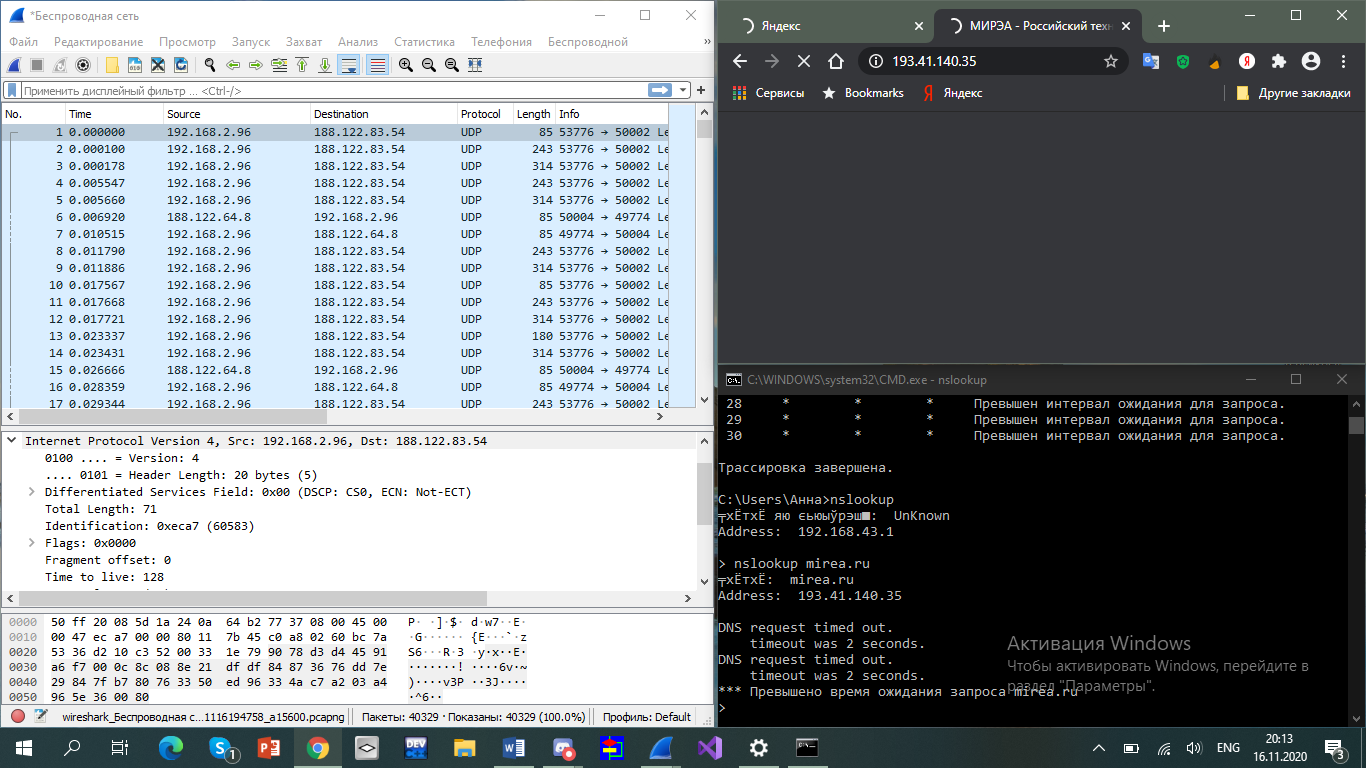 *Беспроводная сеть
Файл Редактирование Просмотр Запуск Захват Анализ Статистика Телефония Беспроводной »
Применить дисплейный фильтр ... <Ctrl-/>
No. Time Source Destination Protocol Length Info
1 0.000000 192.168.2.96 188.122.83.54 UDP 85 53776 → 50002 Le
2 0.000100 192.168.2.96 188.122.83.54 UDP 243 53776 → 50002 Le
3 0.000178 192.168.2.96 188.122.83.54 UDP 314 53776 → 50002 Le
4 0.005547 192.168.2.96 188.122.83.54 UDP 243 53776 → 50002 Le
5 0.005660 192.168.2.96 188.122.83.54 UDP 314 53776 → 50002 Le
6 0.006920 188.122.64.8 192.168.2.96 UDP 85 50004 → 49774 Le
7 0.010515 192.168.2.96 188.122.64.8 UDP 85 49774 → 50004 Le
8 0.011790 192.168.2.96 188.122.83.54 UDP 243 53776 → 50002 Le
9 0.011886 192.168.2.96 188.122.83.54 UDP 314 53776 → 50002 Le
10 0.017567 192.168.2.96 188.122.83.54 UDP 85 53776 → 50002 Le
11 0.017668 192.168.2.96 188.122.83.54 UDP 243 53776 → 50002 Le
12 0.017721 192.168.2.96 188.122.83.54 UDP 314 53776 → 50002 Le
13 0.023337 192.168.2.96 188.122.83.54 UDP 180 53776 → 50002 Le
14 0.023431 192.168.2.96 188.122.83.54 UDP 314 53776 → 50002 Le
15 0.026666 188.122.64.8 192.168.2.96 UDP 85 50004 → 49774 Le
16 0.028359 192.168.2.96 188.122.64.8 UDP 85 49774 → 50004 Le
17 0.029344 192.168.2.96 188.122.83.54 UDP 243 53776 → 50002 Le
Internet Protocol Version 4, Src: 192.168.2.96, Dst: 188.122.83.54
0100 .... = Version: 4
.... 0101 = Header Length: 20 bytes (5)
Differentiated Services Field: 0x00 (DSCP: CS0, ECN: Not-ECT)
Total Length: 71
Identification: 0xeca7 (60583)
Flags: 0x0000
Fragment offset: 0
Time to live: 128
0000 50 ff 20 08 5d 1a 24 0a 64 b2 77 37 08 00 45 00 P· ·]·$· d·w7··E·
0010 00 47 ec a7 00 00 80 11 7b 45 c0 a8 02 60 bc 7a ·G······ {E···`·z
0020 53 36 d2 10 c3 52 00 33 1e 79 90 78 d3 d4 45 91 S6···R·3 ·y·x··E·
0030 a6 f7 00 0c 8c 08 8e 21 df df 84 87 36 76 dd 7e ·······! ····6v·~
0040 29 84 7f b7 80 76 33 50 ed 96 33 4a c7 a2 03 a4 )····v3P ··3J····
0050 96 5e 36 00 80 ·^6··
wireshark_Беспроводная с...1116194758_a15600.pcapng Пакеты: 40329 · Показаны: 40329 (100.0%) Профиль: Default
Яндекс МИРЭА - Российский техн
193.41.140.35
Сервисы Bookmarks Яндекс Другие закладки
C:\WINDOWS\system32\CMD.exe - nslookup
28 * * * Превышен интервал ожидания для запроса.
29 * * * Превышен интервал ожидания для запроса.
30 * * * Превышен интервал ожидания для запроса.
Трассировка завершена.
C:\Users\Анна>nslookup
╤хЁтхЁ яю єьюыўрэш■: UnKnown
Address: 192.168.43.1
> nslookup mirea.ru
╤хЁтхЁ: mirea.ru
Address: 193.41.140.35
DNS request timed out.
timeout was 2 seconds.
DNS request timed out.
timeout was 2 seconds.
*** Превышено время ожидания запроса mirea.ru
>
Активация Windows
Чтобы активировать Windows, перейдите в
раздел "Параметры".
1 ENG 20:13
16.11.2020 3